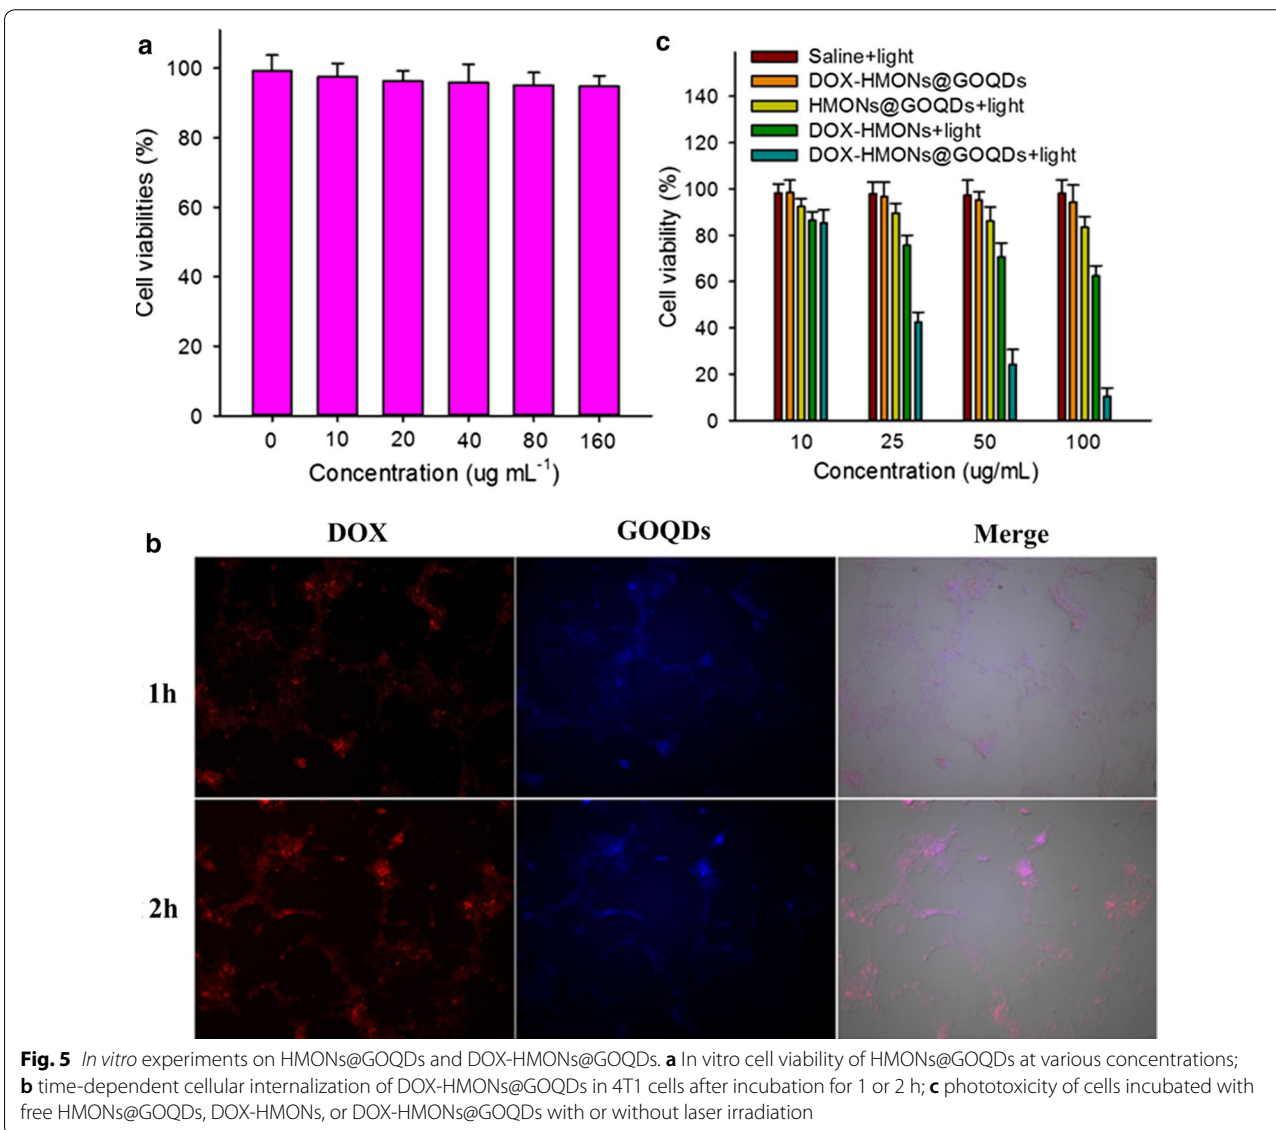 a
100
80
60
40
20
0
Cell viabilities (%)
0 10 20 40 80 160
Concentration (ug mL⁻¹)
c
Saline+light
DOX-HMONs@GOQDs
HMONs@GOQDs+light
DOX-HMONs+light
DOX-HMONs@GOQDs+light
140
120
100
80
60
40
20
0
Cell viability (%)
10 25 50 100
Concentration (ug/mL)
b
DOX GOQDs Merge
1h
2h
Fig. 5 In vitro experiments on HMONs@GOQDs and DOX-HMONs@GOQDs. a In vitro cell viability of HMONs@GOQDs at various concentrations;
b time-dependent cellular internalization of DOX-HMONs@GOQDs in 4T1 cells after incubation for 1 or 2 h; c phototoxicity of cells incubated with
free HMONs@GOQDs, DOX-HMONs, or DOX-HMONs@GOQDs with or without laser irradiation